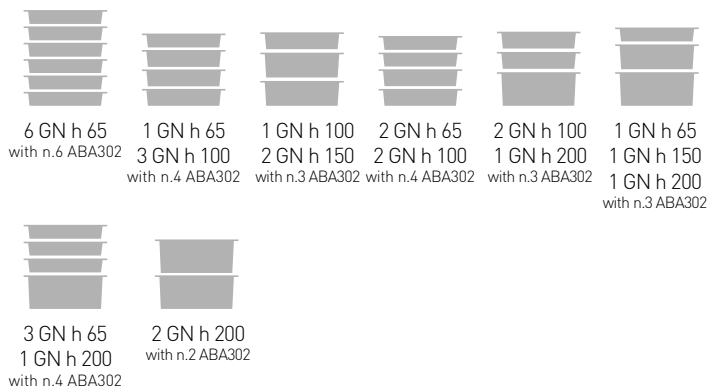 6 GN h 65
with n.6 ABA302
1 GN h 65
3 GN h 100
with n.4 ABA302
1 GN h 100
2 GN h 150
with n.3 ABA302
2 GN h 65
2 GN h 100
with n.4 ABA302
2 GN h 100
1 GN h 200
with n.3 ABA302
1 GN h 65
1 GN h 150
1 GN h 200
with n.3 ABA302
3 GN h 65
1 GN h 200
with n.4 ABA302
2 GN h 200
with n.2 ABA302